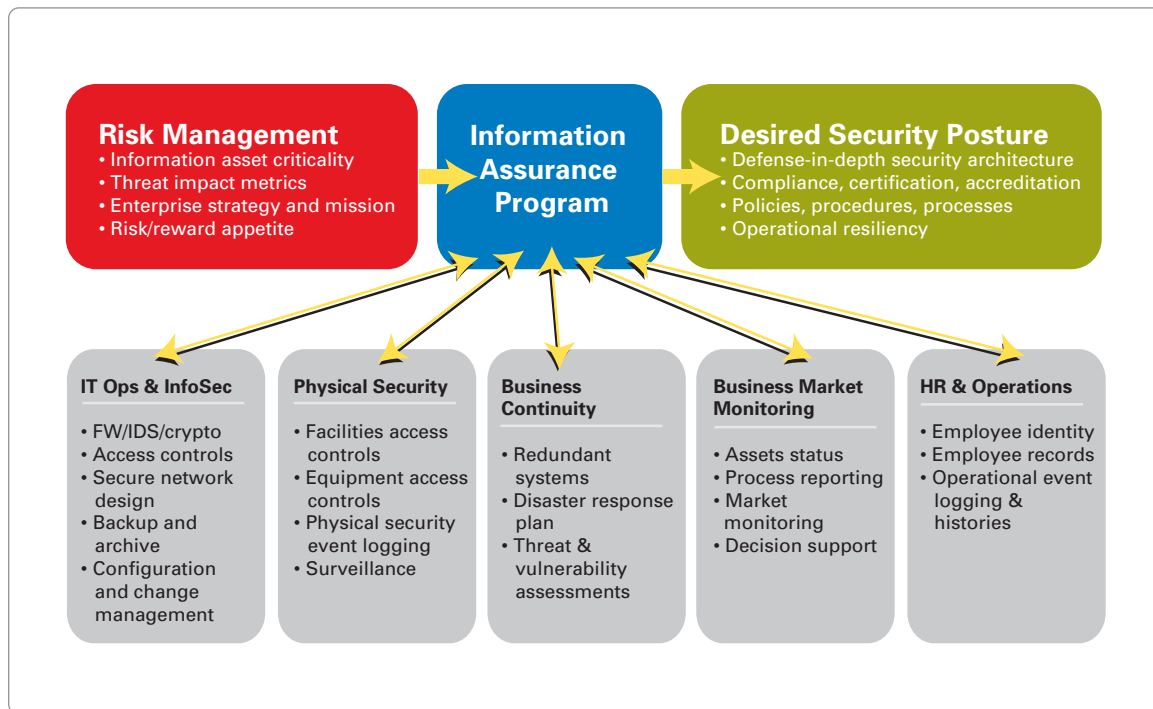 Risk Management
• Information asset criticality
• Threat impact metrics
• Enterprise strategy and mission
• Risk/reward appetite
Information
Assurance
Program
Desired Security Posture
• Defense-in-depth security architecture
• Compliance, certification, accreditation
• Policies, procedures, processes
• Operational resiliency
IT Ops & InfoSec
• FW/IDS/crypto
• Access controls
• Secure network
design
• Backup and
archive
• Configuration
and change
management
Physical Security
• Facilities access
controls
• Equipment access
controls
• Physical security
event logging
• Surveillance
Business
Continuity
• Redundant
systems
• Disaster response
plan
• Threat &
vulnerability
assessments
Business Market
Monitoring
• Assets status
• Process reporting
• Market
monitoring
• Decision support
HR & Operations
• Employee identity
• Employee records
• Operational event
logging &
histories